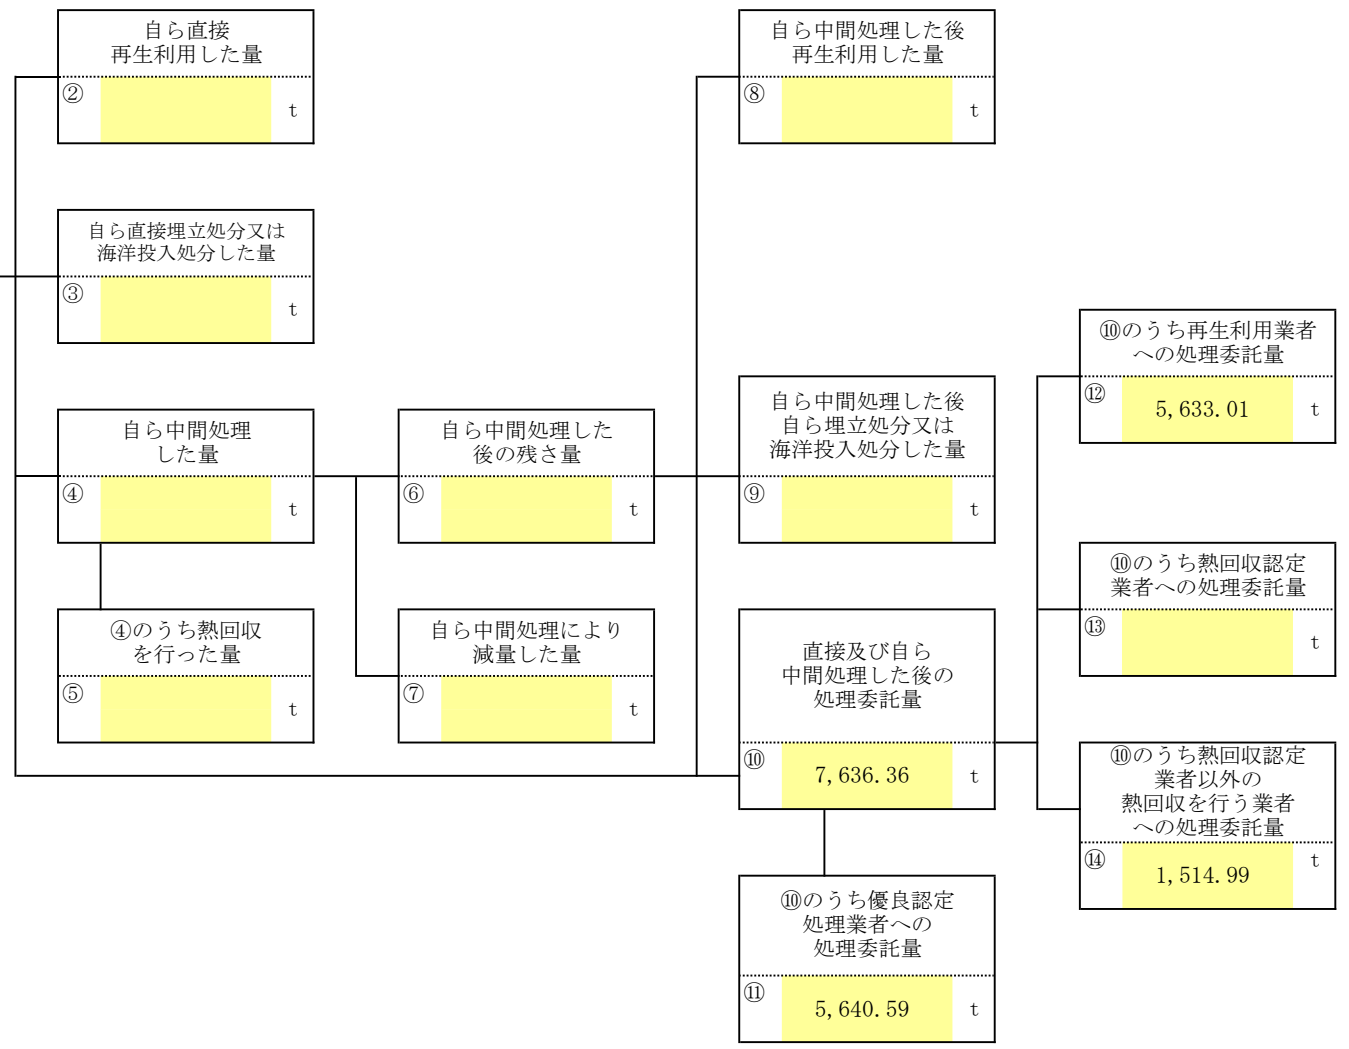 自ら直接
再生利用した量
②
t
自ら中間処理した後
再生利用した量
⑧
t
自ら直接埋立処分又は
海洋投入処分した量
③
t
⑩のうち再生利用業者
への処理委託量
⑫
5,633.01
t
自ら中間処理
した量
④
t
自ら中間処理した
後の残さ量
⑥
t
自ら中間処理した後
自ら埋立処分又は
海洋投入処分した量
⑨
t
⑩のうち熱回収認定
業者への処理委託量
⑬
t
④のうち熱回収
を行った量
⑤
t
自ら中間処理により
減量した量
⑦
t
直接及び自ら
中間処理した後の
処理委託量
⑩
7,636.36
t
⑩のうち熱回収認定
業者以外の
熱回収を行う業者
への処理委託量
⑭
1,514.99
t
⑩のうち優良認定
処理業者への
処理委託量
⑪
5,640.59
t